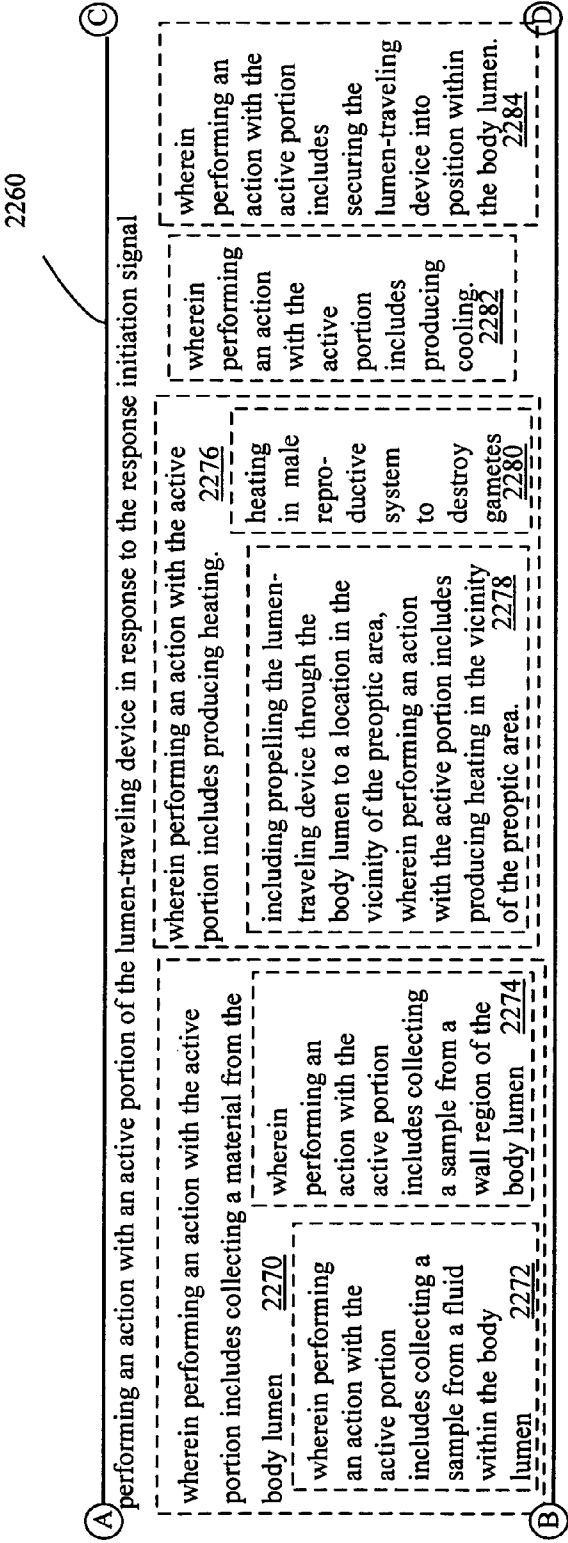 2260
A
C
performing an action with an active portion of the lumen-traveling device in response to the response initiation signal
wherein performing an action with the active
portion includes collecting a material from the
body lumen 2270
wherein performing
an action with the
active portion
includes collecting a
sample from a fluid
within the body
lumen 2272
wherein
performing an
action with the
active portion
includes collecting
a sample from a
wall region of the
body lumen 2274
wherein performing an action with the active
portion includes producing heating. 2276
including propelling the lumen-
traveling device through the
body lumen to a location in the
vicinity of the preoptic area,
wherein performing an action
with the active portion includes
producing heating in the vicinity
of the preoptic area. 2278
heating
in male
repro-
ductive
system
to
destroy
gametes
2280
wherein
performing
an action
with the
active
portion
includes
producing
cooling.
2282
wherein
performing an
action with the
active portion
includes
securing the
lumen-traveling
device into
position within
the body lumen.
2284
B
D